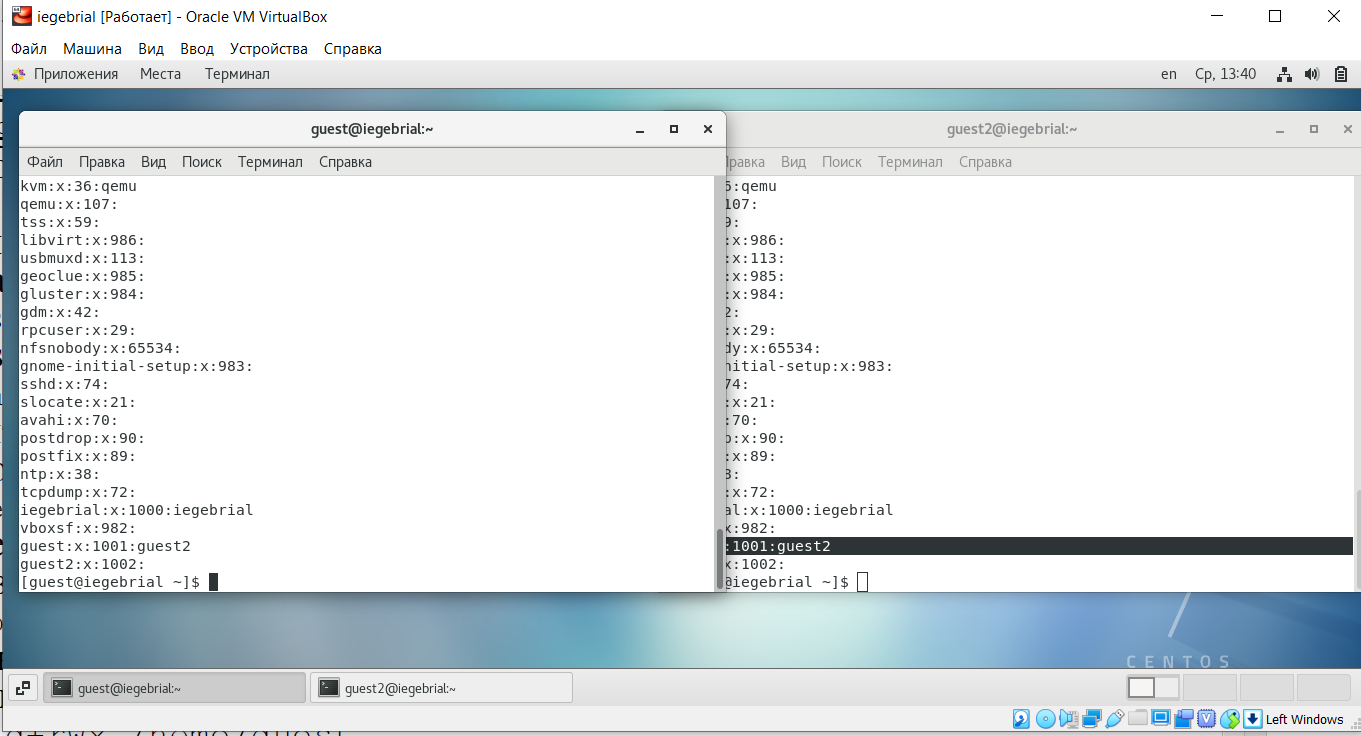 iegebrial [Работает] - Oracle VM VirtualBox
Файл Машина Вид Ввод Устройства Справка
Приложения Места Терминал en Ср, 13:40
guest@iegebrial:~
Файл Правка Вид Поиск Терминал Справка
kvm:x:36:qemu
qemu:x:107:
tss:x:59:
libvirt:x:986:
usbmuxd:x:113:
geoclue:x:985:
gluster:x:984:
gdm:x:42:
rpcuser:x:29:
nfsnobody:x:65534:
gnome-initial-setup:x:983:
sshd:x:74:
slocate:x:21:
avahi:x:70:
postdrop:x:90:
postfix:x:89:
ntp:x:38:
tcpdump:x:72:
iegebrial:x:1000:iegebrial
vboxsf:x:982:
guest:x:1001:guest2
guest2:x:1002:
[guest@iegebrial ~]$
guest2@iegebrial:~
равка Вид Поиск Терминал Справка
6:qemu
107:
9:
:x:986:
:x:113:
:x:985:
:x:984:
2:
:x:29:
dy:x:65534:
nitial-setup:x:983:
74:
:x:21:
:70:
p:x:90:
:x:89:
8:
:x:72:
al:x:1000:iegebrial
x:982:
:1001:guest2
x:1002:
@iegebrial ~]$
CENTOS
guest@iegebrial:~ guest2@iegebrial:~
Left Windows